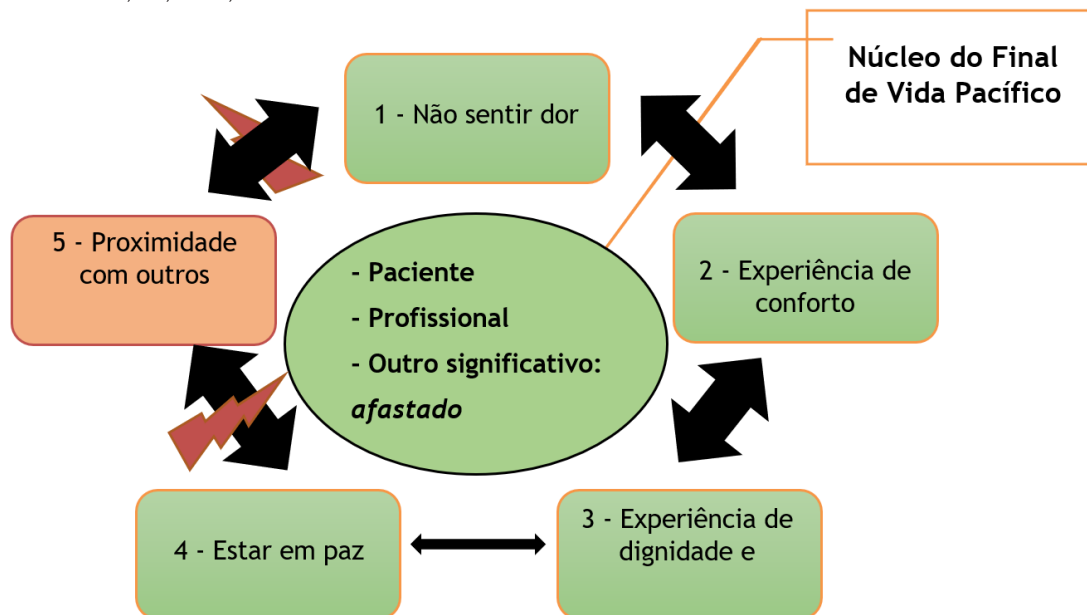 Núcleo do Final
de Vida Pacífico
1 - Não sentir dor
5 - Proximidade
com outros
- Paciente
- Profissional
- Outro significativo:
afastado
2 - Experiência de
conforto
4 - Estar em paz
3 - Experiência de
dignidade e